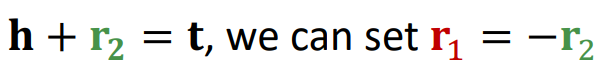 h + r₂ = t, we can set r₁ = −r₂